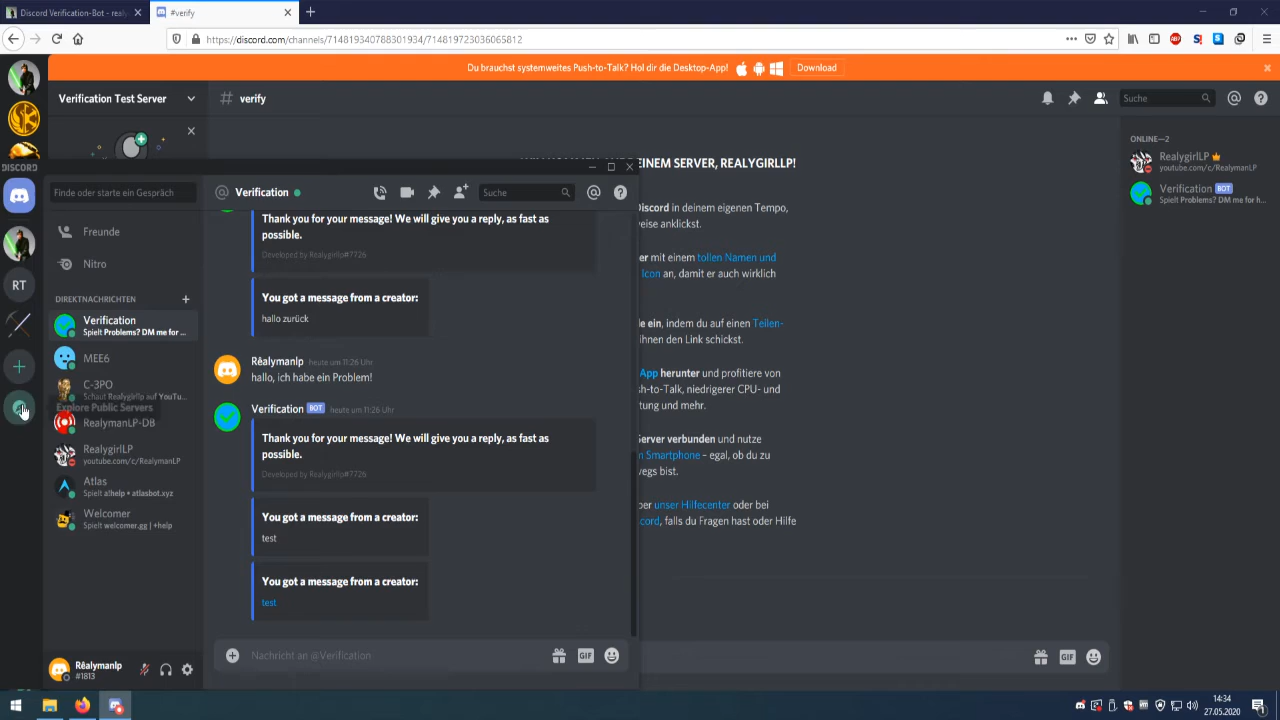 Discord Verification-Bot - realy
#verify
https://discord.com/channels/714819340788301934/714819723036065812
Du brauchst systemweites Push-to-Talk? Hol dir die Desktop-App!
Download
Verification Test Server
verify
Suche
ONLINE—2
RealygirlLP
youtube.com/c/RealymanLP
Verification BOT
Spielt Problems? DM me for h...
EINEM SERVER, REALYGIRLLP!
Discord in deinem eigenen Tempo,
eise anklickst.
er mit einem tollen Namen und
Icon an, damit er auch wirklich
de ein, indem du auf einen Teilen-
ihnen den Link schickst.
App herunter und profitiere von
sh-to-Talk, niedrigerer CPU- und
tung und mehr.
Server verbunden und nutze
m Smartphone – egal, ob du zu
wegs bist.
ber unser Hilfecenter oder bei
cord, falls du Fragen hast oder Hilfe
DISCORD
RT
Explore Public Servers
Finde oder starte ein Gespräch
Freunde
Nitro
DIREKTNACHRICHTEN
Verification
Spielt Problems? DM me for ...
MEE6
C-3PO
Schaut Realygirllp auf YouTu...
RealymanLP-DB
RealygirlLP
youtube.com/c/RealymanLP
Atlas
Spielt a!help • atlasbot.xyz
Welcomer
Spielt welcomer.gg | +help
Rêalymanlp
#1813
Verification
Suche
Thank you for your message! We will give you a reply, as fast as
possible.
Developed by Realygirllp#7726
You got a message from a creator:
hallo zurück
Rêalymanlp heute um 11:26 Uhr
hallo, ich habe ein Problem!
Verification BOT heute um 11:26 Uhr
Thank you for your message! We will give you a reply, as fast as
possible.
Developed by Realygirllp#7726
You got a message from a creator:
test
You got a message from a creator:
test
Nachricht an @Verification
GIF
GIF
14:34
27.05.2020